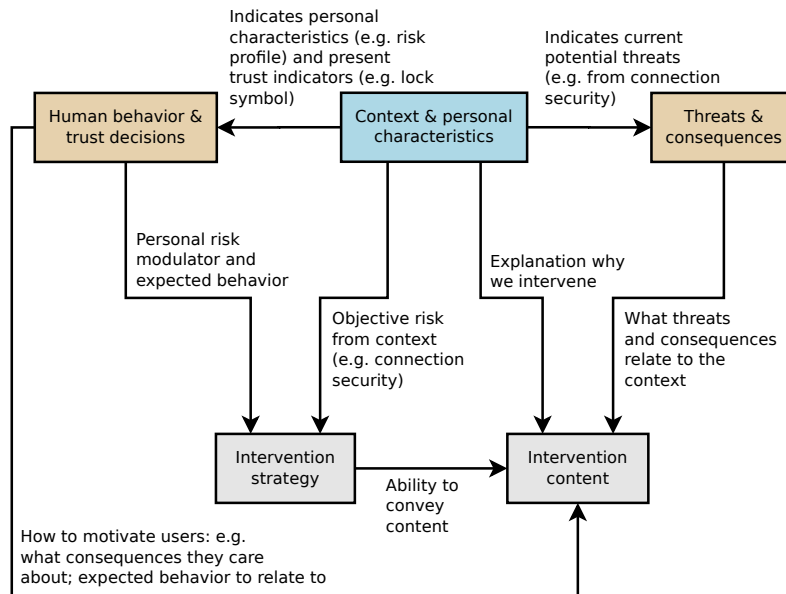 Indicates personal
characteristics (e.g. risk
profile) and present
trust indicators (e.g. lock
symbol)
Indicates current
potential threats
(e.g. from connection
security)
Human behavior &
trust decisions
Context & personal
characteristics
Threats &
consequences
Personal risk
modulator and
expected behavior
Explanation why
we intervene
Objective risk
from context
(e.g. connection
security)
What threats
and consequences
relate to the
context
Intervention
strategy
Intervention
content
Ability to
convey
content
How to motivate users: e.g.
what consequences they care
about; expected behavior to relate to